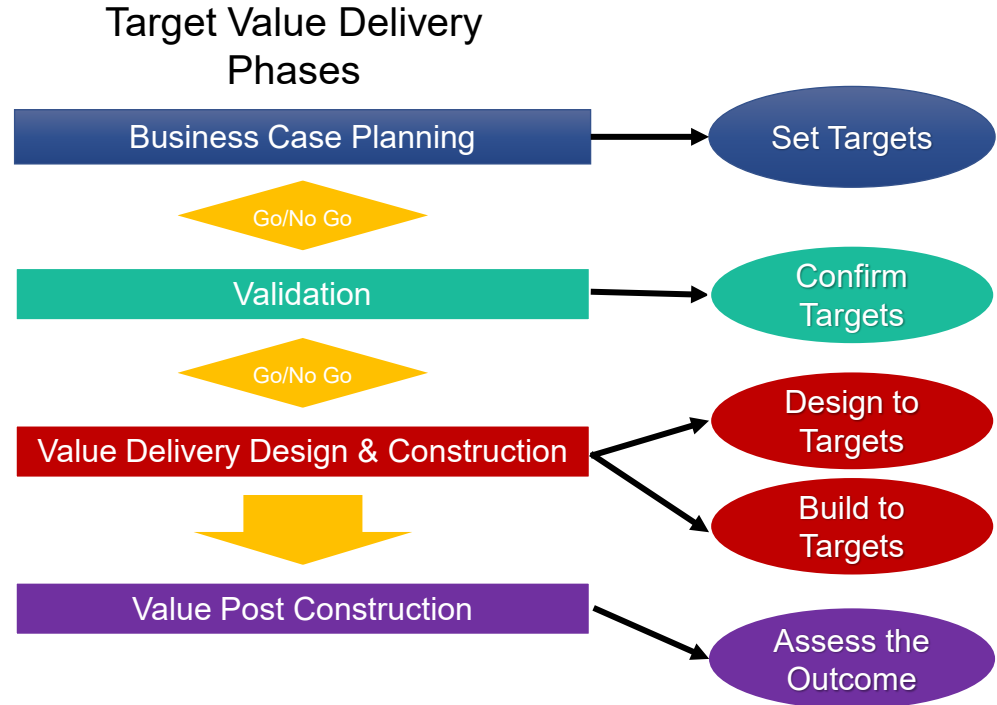 Target Value Delivery
Phases
Business Case Planning
Set Targets
Go/No Go
Validation
Confirm
Targets
Go/No Go
Value Delivery Design & Construction
Design to
Targets
Build to
Targets
Value Post Construction
Assess the
Outcome